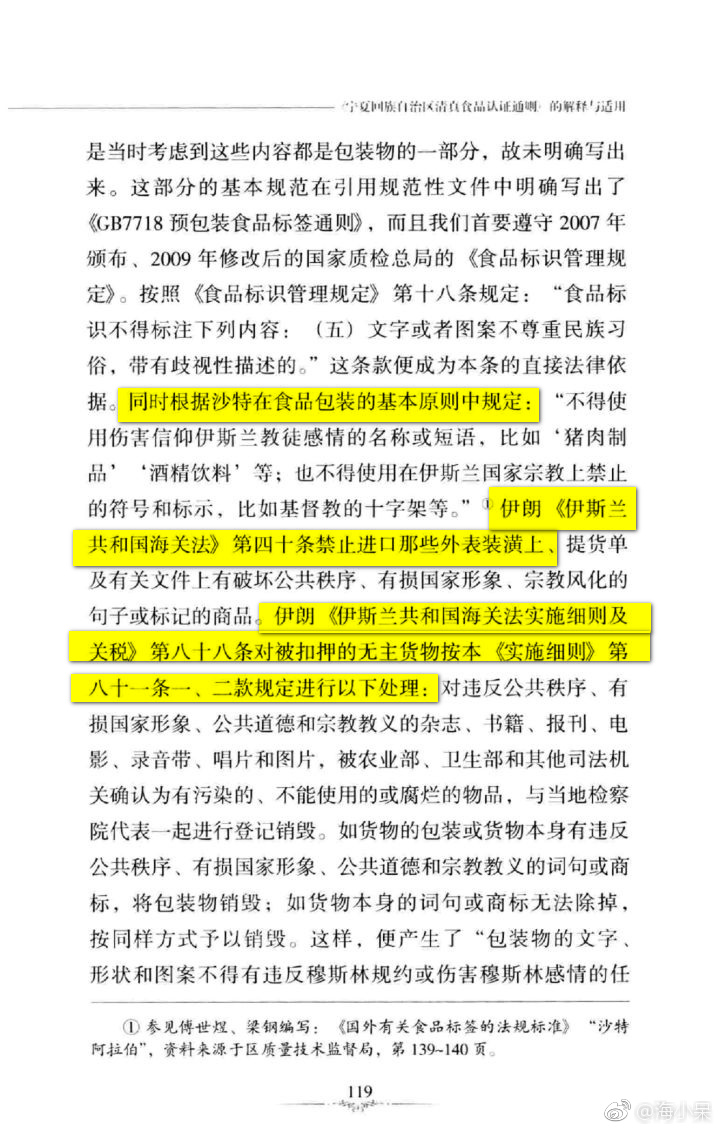 《宁夏回族自治区清真食品认证通则》的解释与适用
是当时考虑到这些内容都是包装物的一部分，故未明确写出
来。这部分的基本规范在引用规范性文件中明确写出了
《GB7718 预包装食品标签通则》，而且我们首要遵守 2007 年
颁布、2009 年修改后的国家质检总局的《食品标识管理规
定》。按照《食品标识管理规定》第十八条规定：“食品标
识不得标注下列内容：（五）文字或者图案不尊重民族习
俗，带有歧视性描述的。”这条款便成为本条的直接法律依
据。同时根据沙特在食品包装的基本原则中规定：“不得使
用伤害信仰伊斯兰教徒感情的名称或短语，比如‘猪肉制
品’‘酒精饮料’等；也不得使用在伊斯兰国家宗教上禁止
的符号和标示，比如基督教的十字架等。”①伊朗《伊斯兰
共和国海关法》第四十条禁止进口那些外表装潢上、提货单
及有关文件上有破坏公共秩序、有损国家形象、宗教风化的
句子或标记的商品。伊朗《伊斯兰共和国海关法实施细则及
关税》第八十八条对被扣押的无主货物按本《实施细则》第
八十一条一、二款规定进行以下处理：对违反公共秩序、有
损国家形象、公共道德和宗教教义的杂志、书籍、报刊、电
影、录音带、唱片和图片，被农业部、卫生部和其他司法机
关确认为有污染的、不能使用的或腐烂的物品，与当地检察
院代表一起进行登记销毁。如货物的包装或货物本身有违反
公共秩序、有损国家形象、公共道德和宗教教义的词句或商
标，将包装物销毁；如货物本身的词句或商标无法除掉，
按同样方式予以销毁。这样，便产生了“包装物的文字、
形状和图案不得有违反穆斯林规约或伤害穆斯林感情的任
① 参见傅世煜、梁钢编写：《国外有关食品标签的法规标准》“沙特
阿拉伯”，资料来源于区质量技术监督局，第 139~140 页。
119
@海小杲